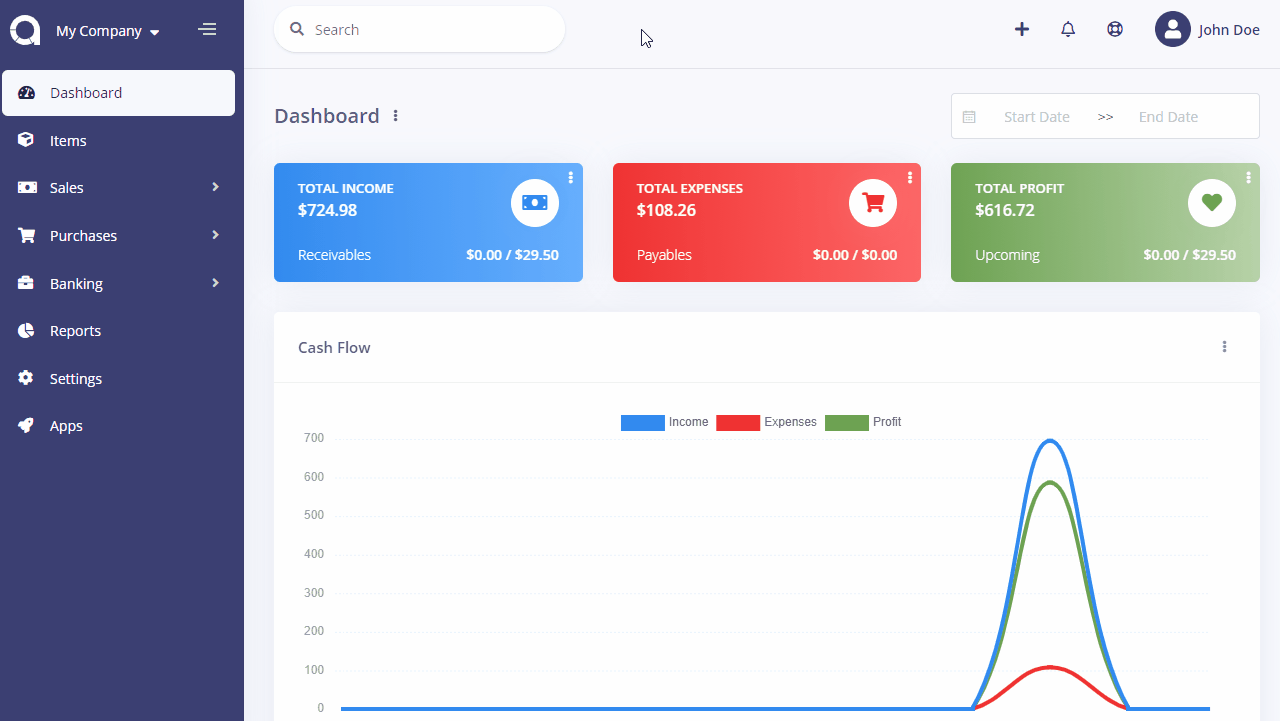 My Company
Search
John Doe
Dashboard
Items
Sales
Purchases
Banking
Reports
Settings
Apps
Dashboard
Start Date >> End Date
TOTAL INCOME
$724.98
Receivables $0.00 / $29.50
TOTAL EXPENSES
$108.26
Payables $0.00 / $0.00
TOTAL PROFIT
$616.72
Upcoming $0.00 / $29.50
Cash Flow
Income Expenses Profit
700
600
500
400
300
200
100
0